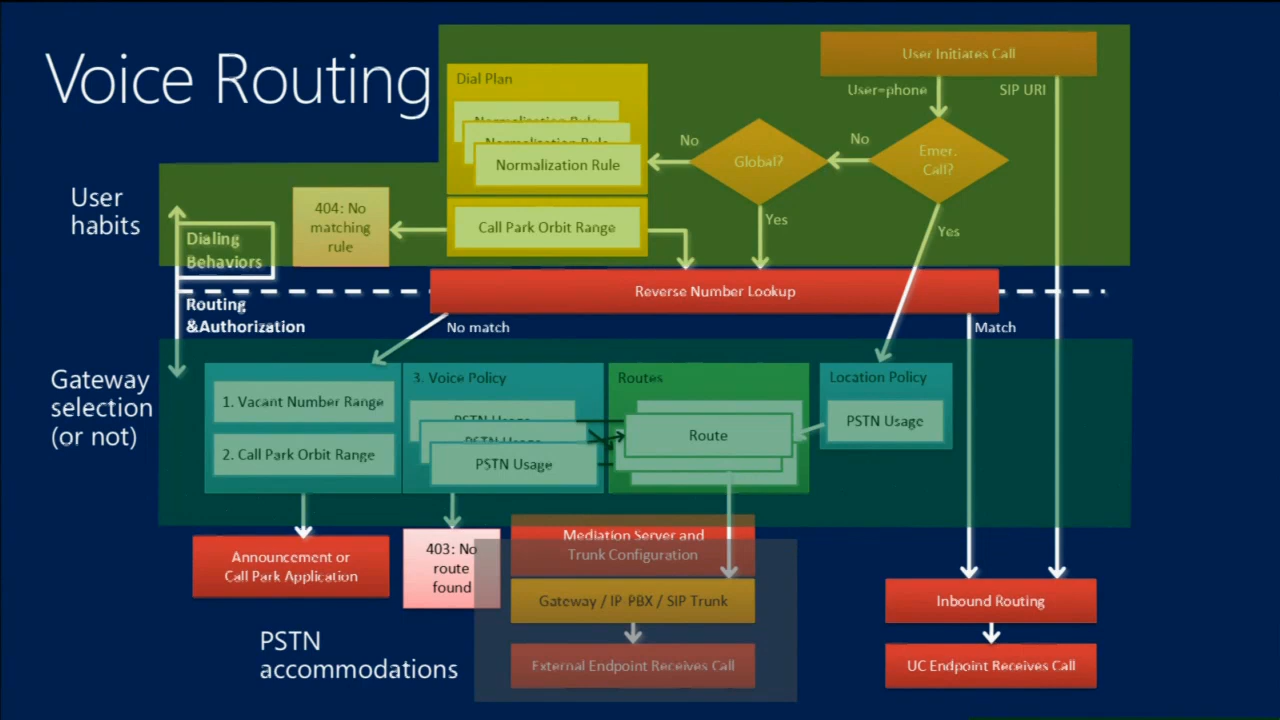 Voice Routing
User Initiates Call
User=phone
SIP URI
Dial Plan
Normalization Rule
Normalization Rule
Normalization Rule
No
Global?
No
Emer.
Call?
User
habits
404: No
matching
rule
Call Park Orbit Range
Yes
Yes
Dialing
Behaviors
Reverse Number Lookup
Routing
&Authorization
No match
Match
Gateway
selection
(or not)
1. Vacant Number Range
2. Call Park Orbit Range
3. Voice Policy
PSTN Usage
PSTN Usage
PSTN Usage
Routes
Route
Location Policy
PSTN Usage
Announcement or
Call Park Application
403: No
route
found
Mediation Server and
Trunk Configuration
Gateway / IP-PBX / SIP Trunk
External Endpoint Receives Call
Inbound Routing
UC Endpoint Receives Call
PSTN
accommodations